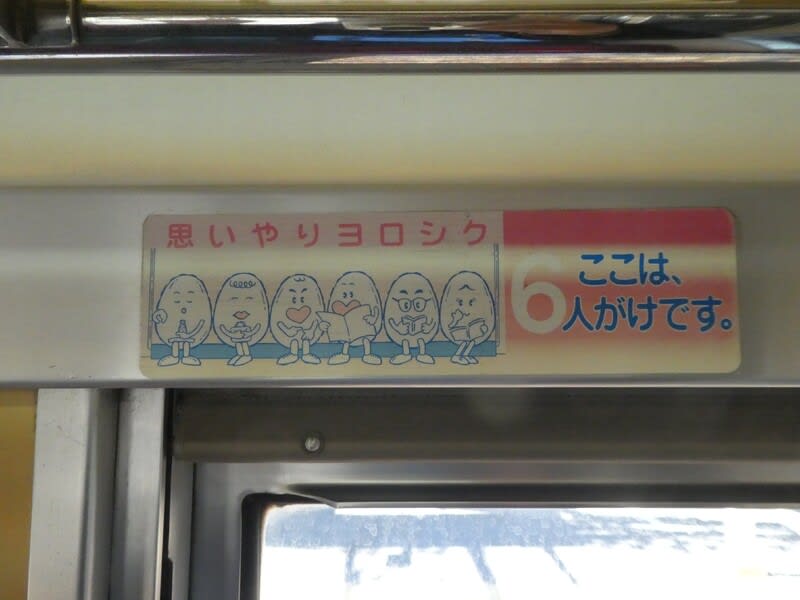 思いやりヨロシク
ここは、
6人がけです。